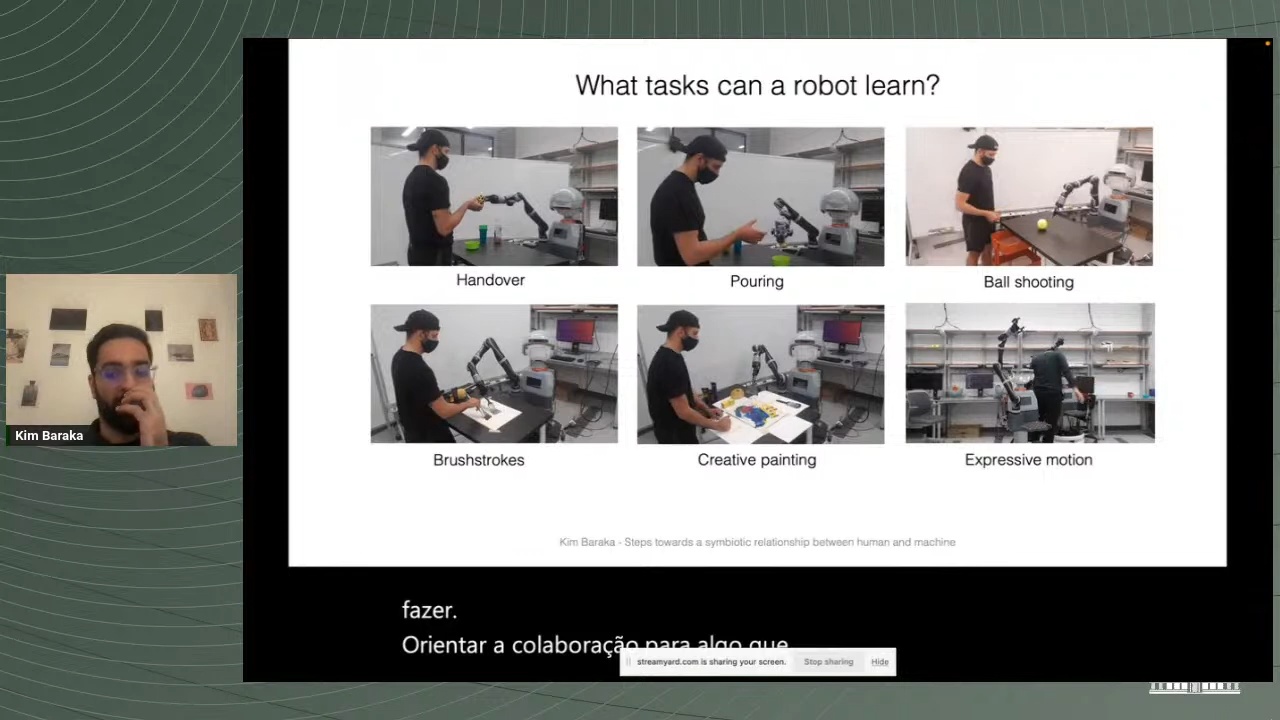 What tasks can a robot learn?
Handover
Pouring
Ball shooting
Brushstrokes
Creative painting
Expressive motion
Kim Baraka - Steps towards a symbiotic relationship between human and machine
Kim Baraka
fazer.
Orientar a colaboração para algo que
streamyard.com is sharing your screen. Stop sharing Hide